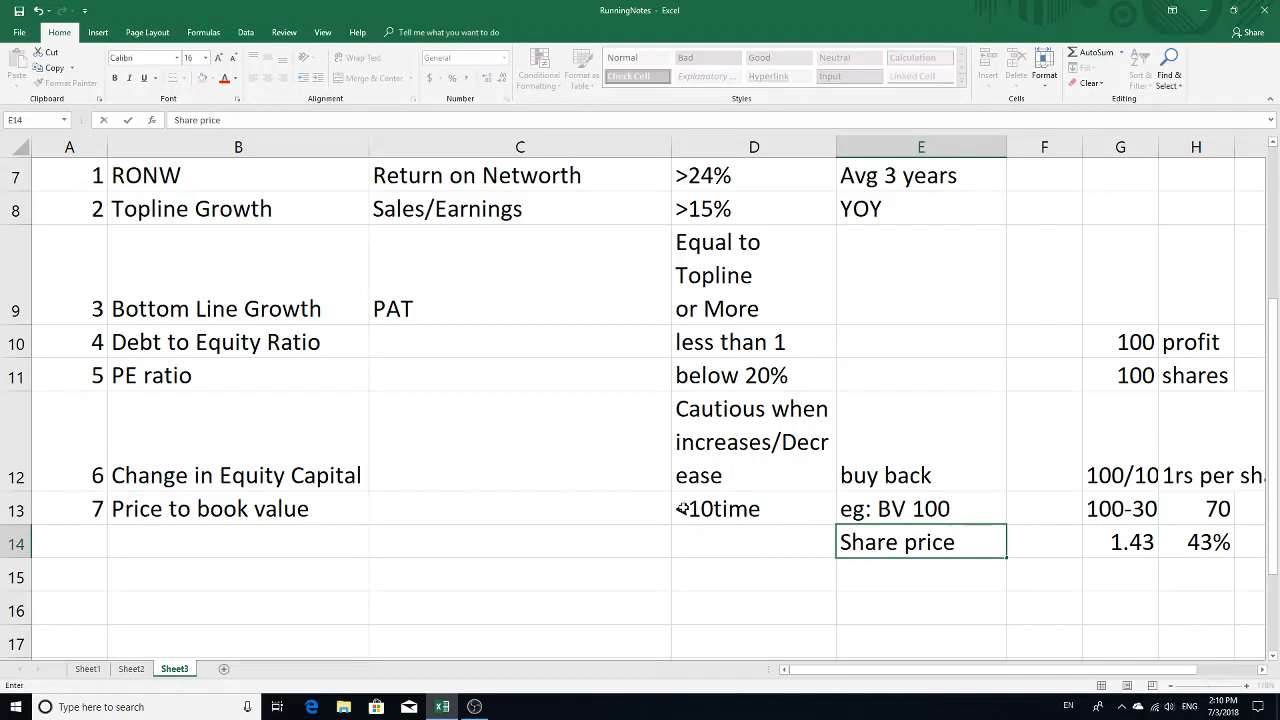 RunningNotes - Excel
File Home Insert Page Layout Formulas Data Review View Help Tell me what you want to do Share
Paste Cut Copy Format Painter Clipboard
Calibri 16 Font
Wrap Text Merge & Center Alignment
General Number
Conditional Formatting Format as Table
Normal Bad Good Neutral Calculation
Check Cell Explanatory ... Hyperlink Input Linked Cell
Styles
Insert Delete Format Cells
AutoSum Fill Clear Sort & Filter Find & Select Editing
E14 fx Share price
A B C D E F G H
7 1 RONW Return on Networth >24% Avg 3 years
8 2 Topline Growth Sales/Earnings >15% YOY
Equal to
Topline
9 3 Bottom Line Growth PAT or More
10 4 Debt to Equity Ratio less than 1 100 profit
11 5 PE ratio below 20% 100 shares
Cautious when
increases/Decr
12 6 Change in Equity Capital ease buy back 100/10 1rs per sha
13 7 Price to book value 10time eg: BV 100 100-30 70
14 Share price 1.43 43%
15
16
17
Sheet1 Sheet2 Sheet3
Enter 178%
Type here to search EN 2:10 PM
7/3/2018